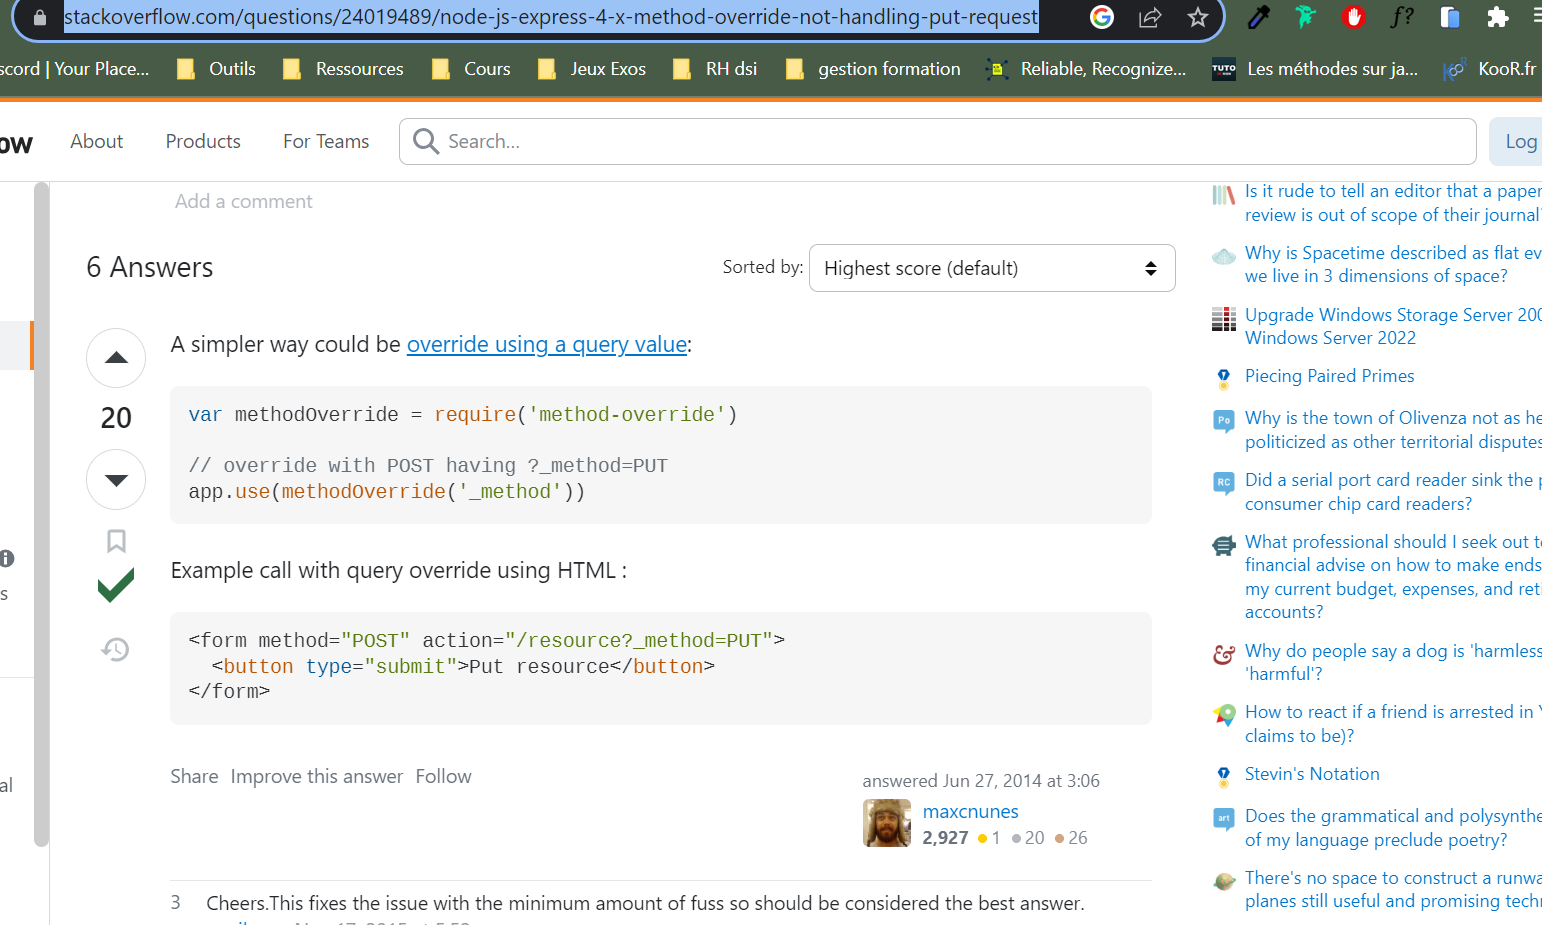 stackoverflow.com/questions/24019489/node-js-express-4-x-method-override-not-handling-put-request
f?
scord | Your Place... Outils Ressources Cours Jeux Exos RH dsi gestion formation Reliable, Recognize... TUTO Les méthodes sur ja... KooR.fr
ow About Products For Teams Search... Log
Add a comment
6 Answers
Sorted by: Highest score (default)
A simpler way could be override using a query value:
20
var methodOverride = require('method-override')
// override with POST having ?_method=PUT
app.use(methodOverride('_method'))
Example call with query override using HTML :
<form method="POST" action="/resource?_method=PUT">
<button type="submit">Put resource</button>
</form>
Share Improve this answer Follow
answered Jun 27, 2014 at 3:06
maxcnunes
2,927 1 20 26
3 Cheers.This fixes the issue with the minimum amount of fuss so should be considered the best answer.
s
al
Is it rude to tell an editor that a paper
review is out of scope of their journal
Why is Spacetime described as flat ev
we live in 3 dimensions of space?
Upgrade Windows Storage Server 200
Windows Server 2022
Piecing Paired Primes
Po
Why is the town of Olivenza not as he
politicized as other territorial disputes
RC
Did a serial port card reader sink the p
consumer chip card readers?
What professional should I seek out t
financial advise on how to make ends
my current budget, expenses, and reti
accounts?
Why do people say a dog is 'harmless
'harmful'?
How to react if a friend is arrested in
claims to be)?
Stevin's Notation
art
Does the grammatical and polysynthe
of my language preclude poetry?
There's no space to construct a runwa
planes still useful and promising techn